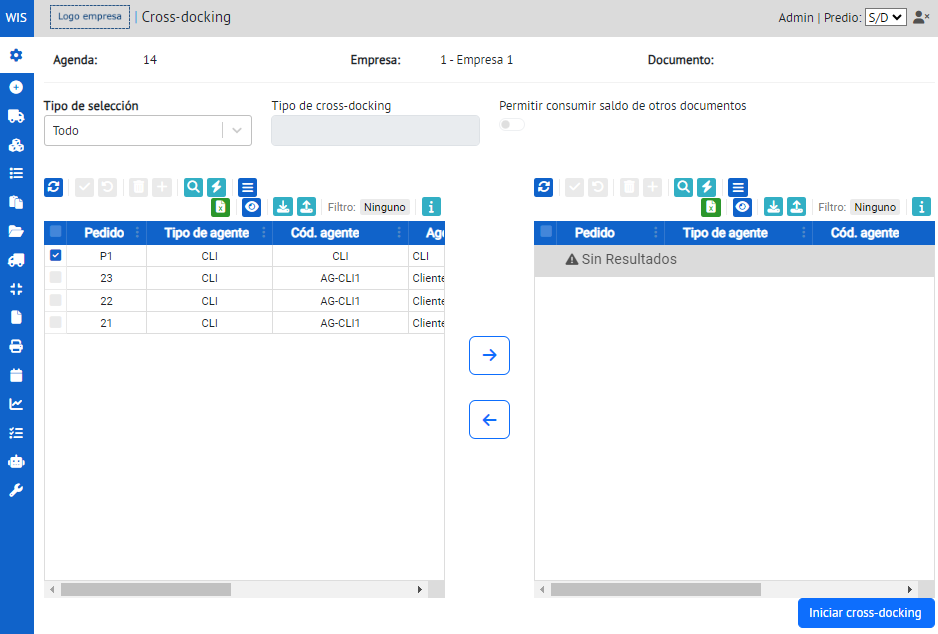 WIS Logo empresa | Cross-docking Admin | Predio: S/D
Agenda: 14 Empresa: 1 - Empresa 1 Documento:
Tipo de selección Tipo de cross-docking Permitir consumir saldo de otros documentos
Todo
Filtro: Ninguno
Pedido Tipo de agente Cód. agente Ag
P1 CLI CLI CLI
23 CLI AG-CLI1 Cliente
22 CLI AG-CLI1 Cliente
21 CLI AG-CLI1 Cliente
Filtro: Ninguno
Pedido Tipo de agente Cód. agente
Sin Resultados
Iniciar cross-docking